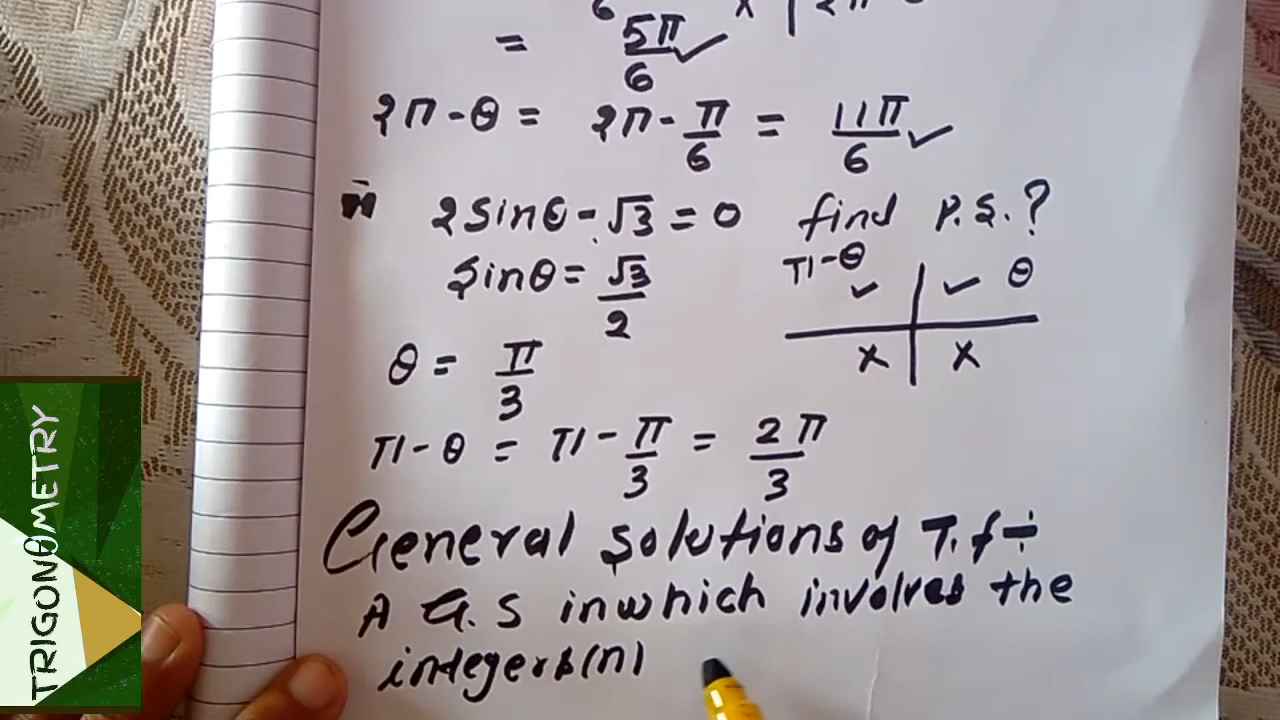 = 5π/6 ✓
2π-θ = 2π-π/6 = 11π/6 ✓
2sinθ-√3=0 find P.S.?
sinθ=√3/2
π-θ ✓ | ✓ θ
x | x
θ = π/3
π-θ = π-π/3 = 2π/3
General solutions of T.f÷
A G.S inwhich involves the
integers(n)
TRIGONOMETRY